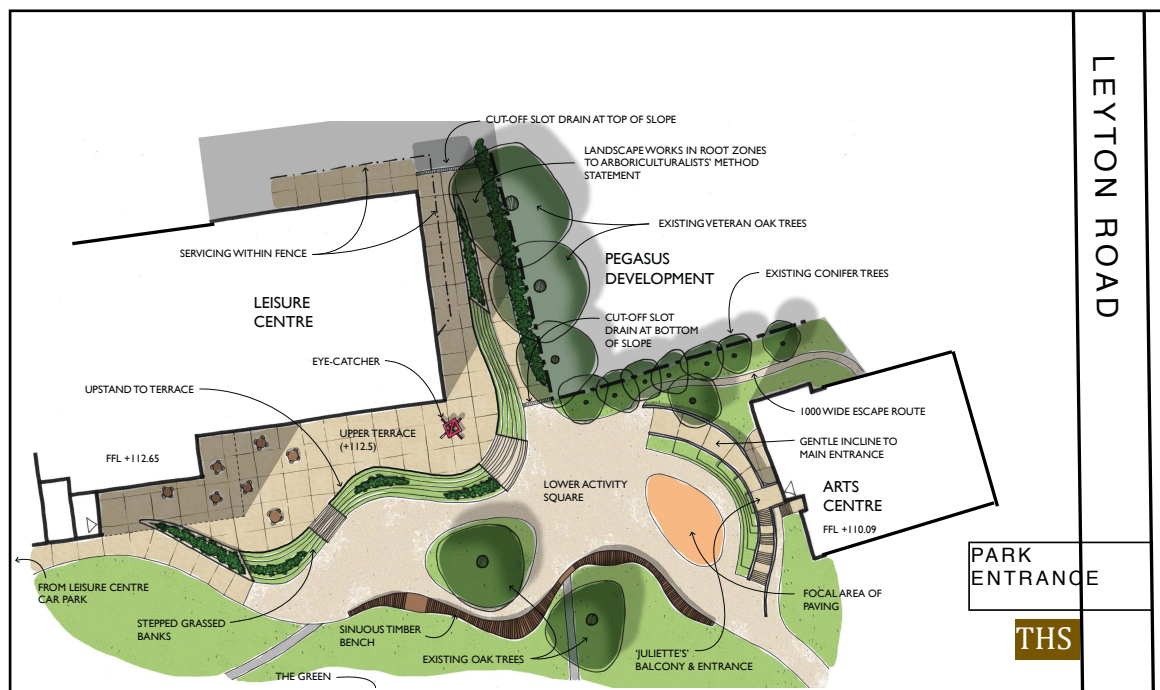 CUT-OFF SLOT DRAIN AT TOP OF SLOPE
LANDSCAPE WORKS IN ROOT ZONES
TO ARBORICULTURALISTS' METHOD
STATEMENT
EXISTING VETERAN OAK TREES
SERVICING WITHIN FENCE
PEGASUS
DEVELOPMENT
EXISTING CONIFER TREES
LEISURE
CENTRE
CUT-OFF SLOT
DRAIN AT BOTTOM
OF SLOPE
EYE-CATCHER
UPSTAND TO TERRACE
1000 WIDE ESCAPE ROUTE
UPPER TERRACE
(+112.5)
GENTLE INCLINE TO
MAIN ENTRANCE
FFL +112.65
LOWER ACTIVITY
SQUARE
ARTS
CENTRE
FFL +110.09
FROM LEISURE CENTRE
CAR PARK
STEPPED GRASSED
BANKS
SINUOUS TIMBER
BENCH
EXISTING OAK TREES
'JULIETTE'S'
BALCONY & ENTRANCE
FOCAL AREA OF
PAVING
THE GREEN
LEYTON ROAD
PARK
ENTRANCE
THS